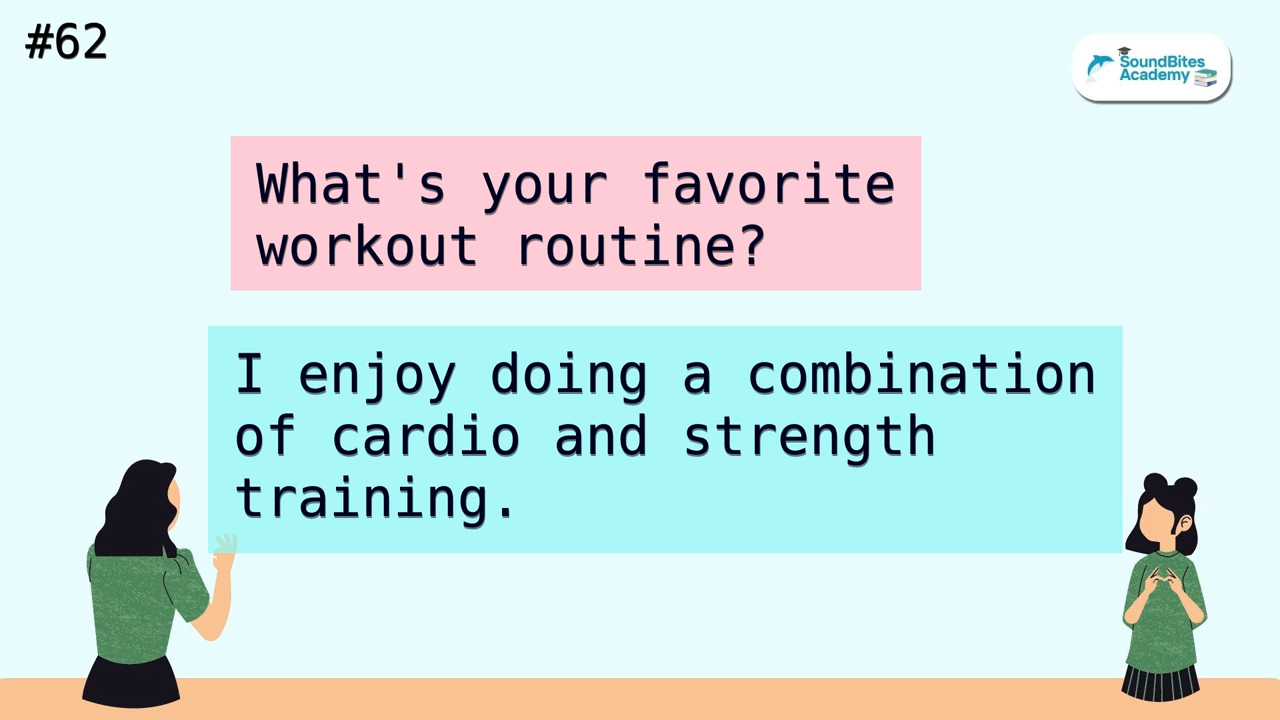 #62
SoundBites
Academy
What's your favorite
workout routine?
I enjoy doing a combination
of cardio and strength
training.